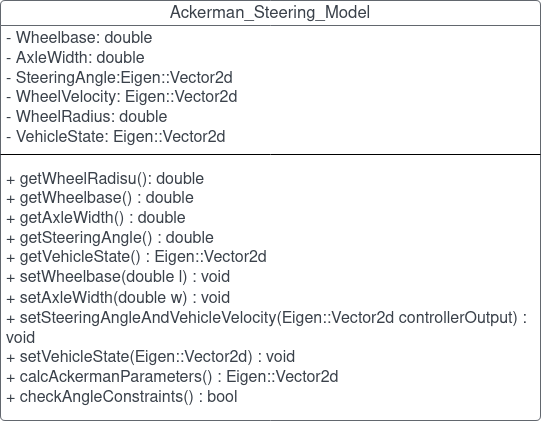 Ackerman_Steering_Model
- Wheelbase: double
- AxleWidth: double
- SteeringAngle:Eigen::Vector2d
- WheelVelocity: Eigen::Vector2d
- WheelRadius: double
- VehicleState: Eigen::Vector2d
+ getWheelRadisu(): double
+ getWheelbase() : double
+ getAxleWidth() : double
+ getSteeringAngle() : double
+ getVehicleState() : Eigen::Vector2d
+ setWheelbase(double l) : void
+ setAxleWidth(double w) : void
+ setSteeringAngleAndVehicleVelocity(Eigen::Vector2d controllerOutput) :
void
+ setVehicleState(Eigen::Vector2d) : void
+ calcAckermanParameters() : Eigen::Vector2d
+ checkAngleConstraints() : bool